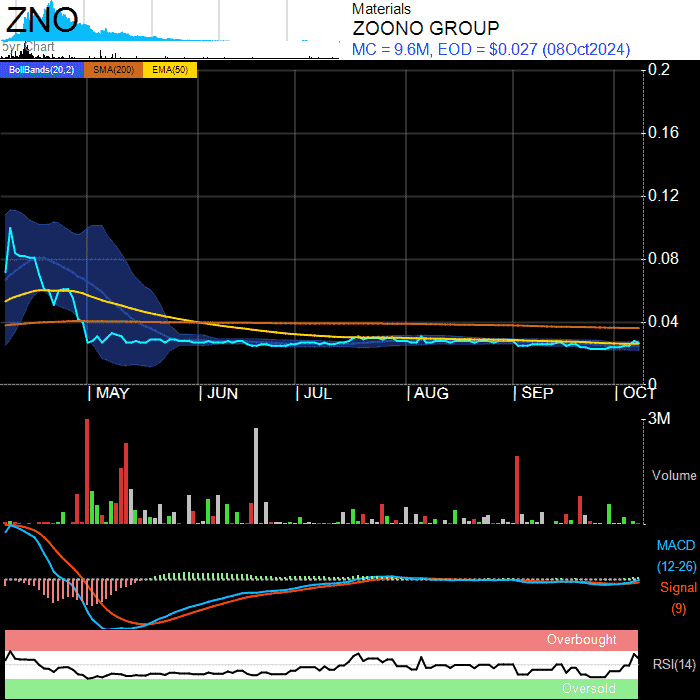 ZNO
5yr Chart
Materials
ZOONO GROUP
MC = 9.6M, EOD = $0.027 (08Oct2024)
BollBands(20,2) SMA(200) EMA(50)
0.2
0.16
0.12
0.08
0.04
0
| MAY | JUN | JUL | AUG | SEP | OCT
3M
Volume
MACD
(12-26)
Signal
(9)
Overbought
RSI(14)
Oversold